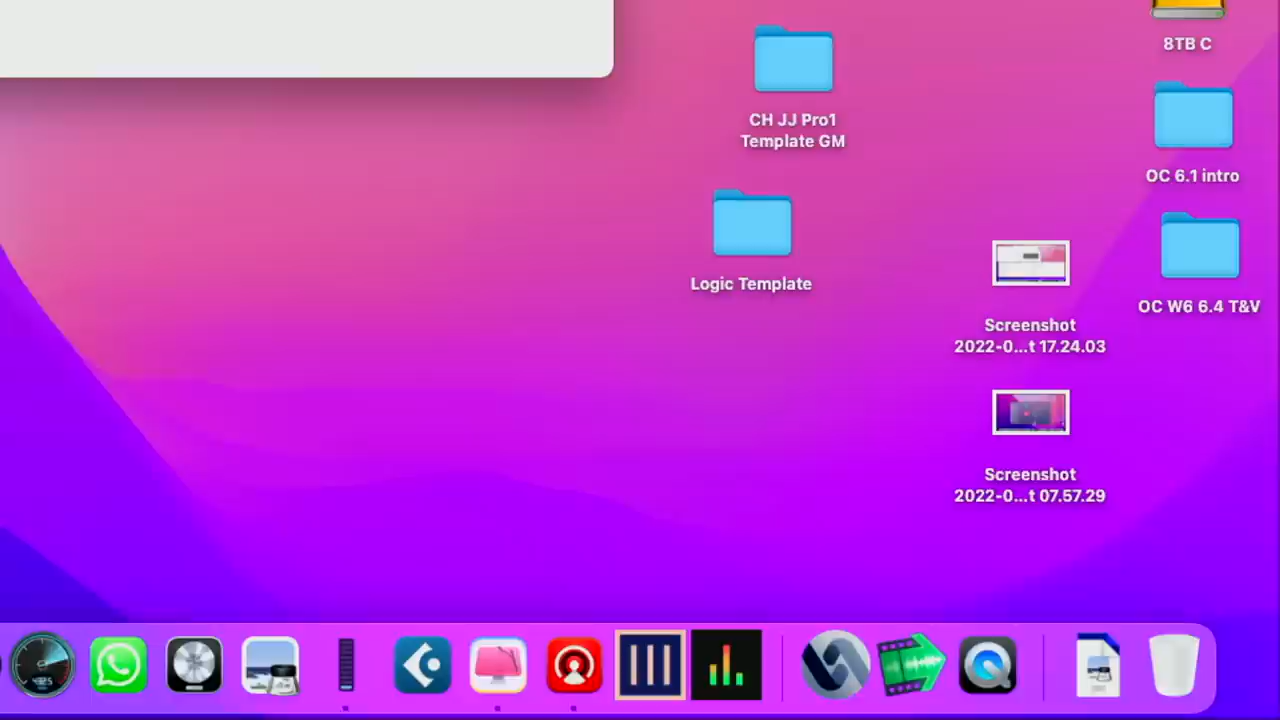 8TB C
CH JJ Pro1
Template GM
OC 6.1 intro
Logic Template
OC W6 6.4 T&V
Screenshot
2022-0...t 17.24.03
Screenshot
2022-0...t 07.57.29